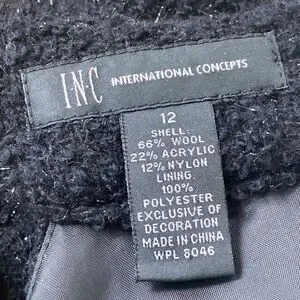 I·N·C INTERNATIONAL CONCEPTS
12
SHELL:
66% WOOL
22% ACRYLIC
12% NYLON
LINING:
100%
POLYESTER
EXCLUSIVE OF
DECORATION
MADE IN CHINA
WPL 8046